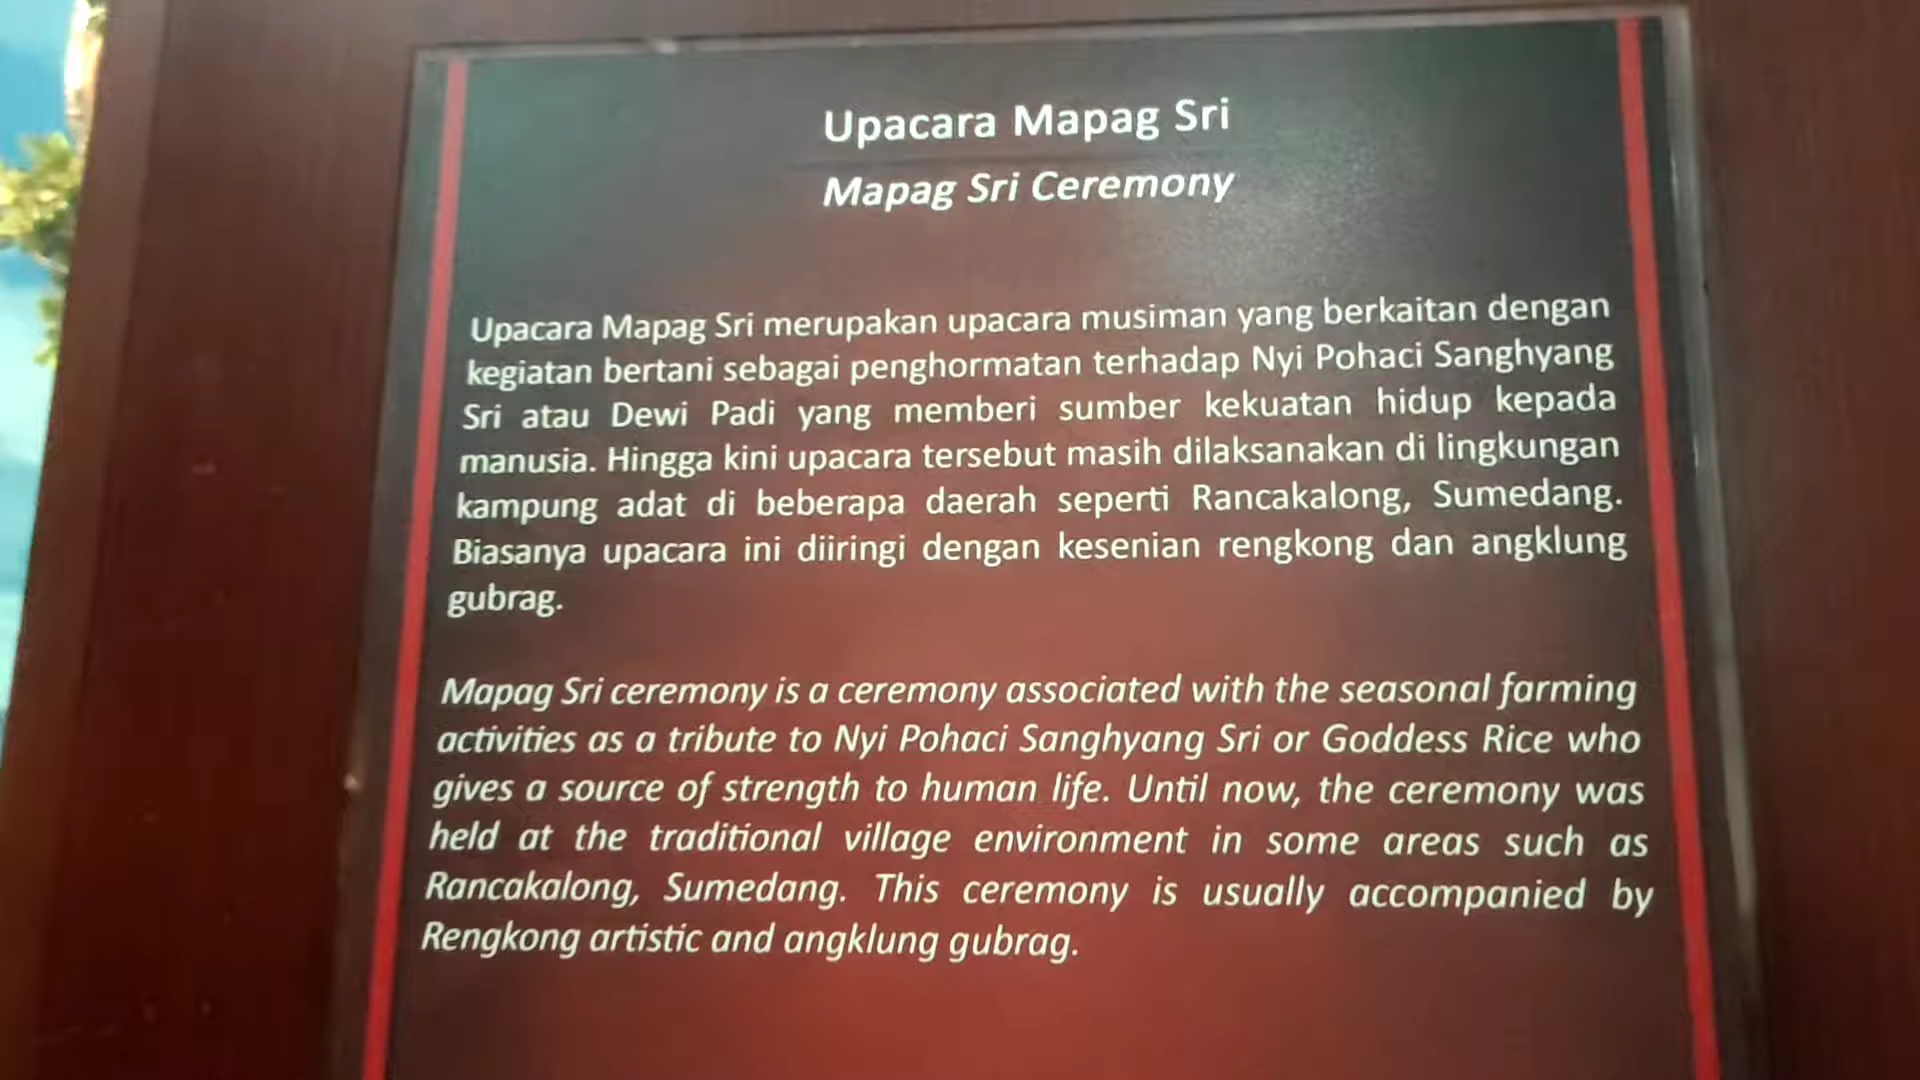 Upacara Mapag Sri
Mapag Sri Ceremony
Upacara Mapag Sri merupakan upacara musiman yang berkaitan dengan
kegiatan bertani sebagai penghormatan terhadap Nyi Pohaci Sanghyang
Sri atau Dewi Padi yang memberi sumber kekuatan hidup kepada
manusia. Hingga kini upacara tersebut masih dilaksanakan di lingkungan
kampung adat di beberapa daerah seperti Rancakalong, Sumedang.
Biasanya upacara ini diiringi dengan kesenian rengkong dan angklung
gubrag.
Mapag Sri ceremony is a ceremony associated with the seasonal farming
activities as a tribute to Nyi Pohaci Sanghyang Sri or Goddess Rice who
gives a source of strength to human life. Until now, the ceremony was
held at the traditional village environment in some areas such as
Rancakalong, Sumedang. This ceremony is usually accompanied by
Rengkong artistic and angklung gubrag.